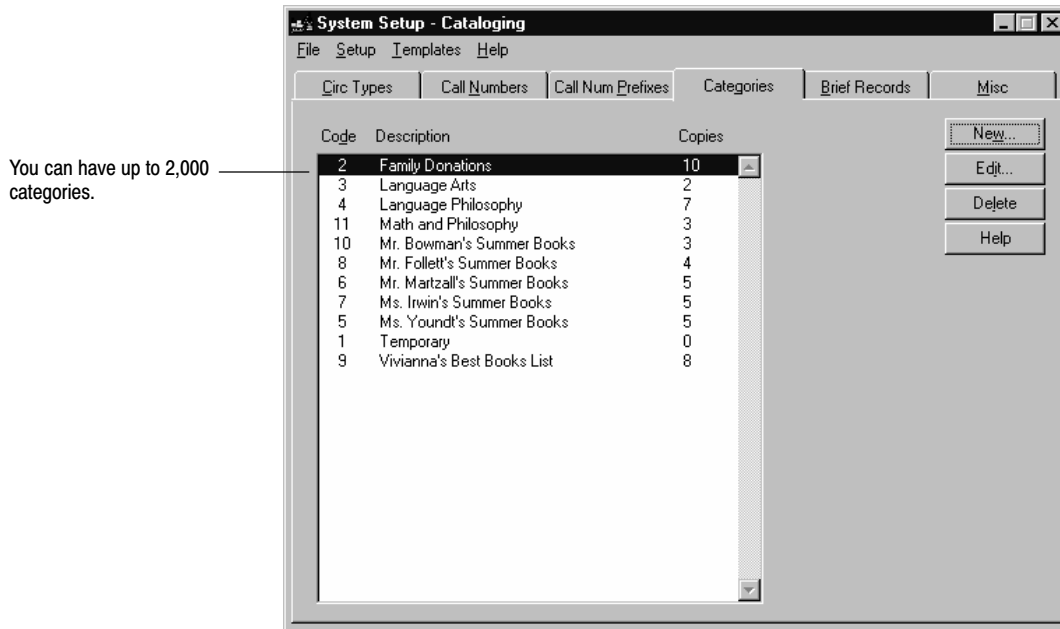 System Setup - Cataloging
File Setup Templates Help
Circ Types Call Numbers Call Num Prefixes Categories Brief Records Misc
Code Description Copies
New...
You can have up to 2,000
categories.
2 Family Donations 10
3 Language Arts 2
4 Language Philosophy 7
11 Math and Philosophy 3
10 Mr. Bowman's Summer Books 3
8 Mr. Follett's Summer Books 4
6 Mr. Martzall's Summer Books 5
7 Ms. Irwin's Summer Books 5
5 Ms. Youndt's Summer Books 5
1 Temporary 0
9 Vivianna's Best Books List 8
Edit...
Delete
Help